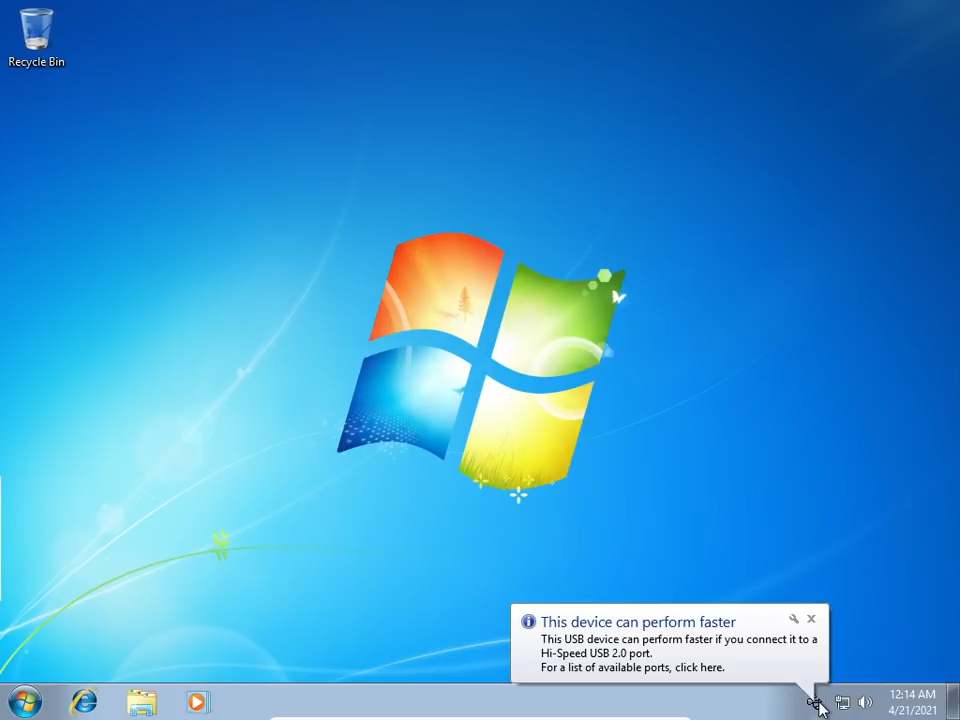 Recycle Bin
This device can perform faster
This USB device can perform faster if you connect it to a
Hi-Speed USB 2.0 port.
For a list of available ports, click here.
12:14 AM
4/21/2021